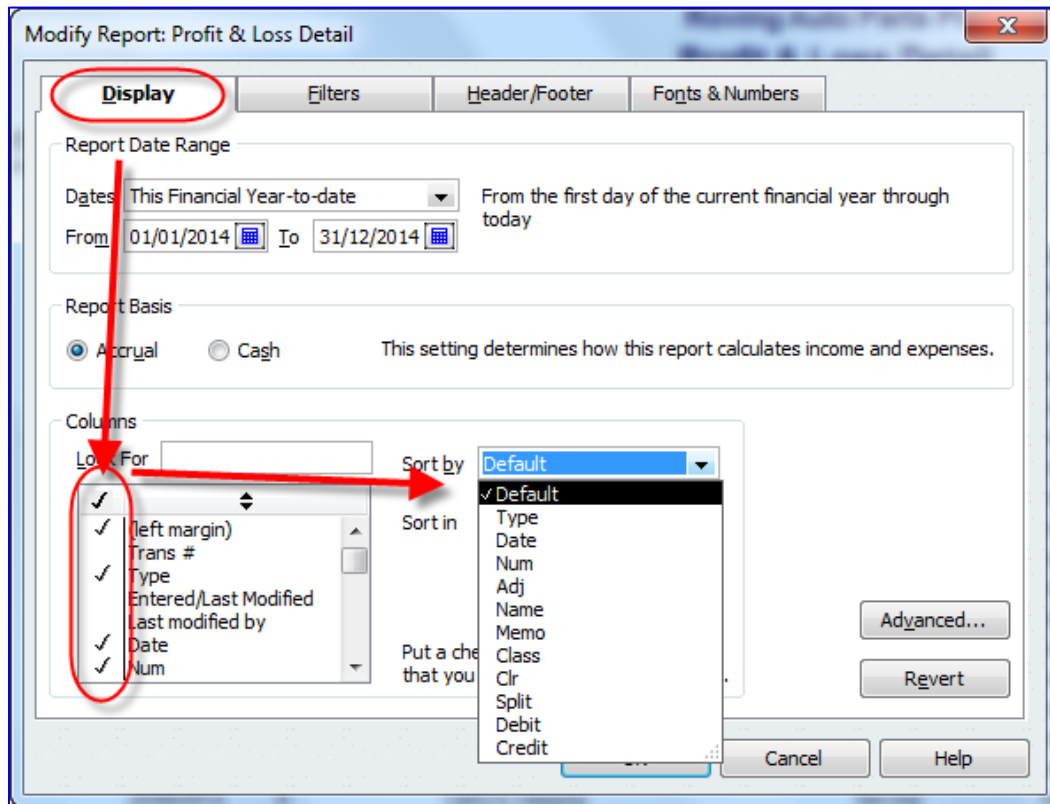 Modify Report: Profit & Loss Detail
Display Filters Header/Footer Fonts & Numbers
Report Date Range
Dates This Financial Year-to-date From the first day of the current financial year through
today
From 01/01/2014 To 31/12/2014
Report Basis
Accrual Cash This setting determines how this report calculates income and expenses.
Columns
Look For
Sort by Default
(left margin)
Trans #
Type
Entered/Last Modified
Last modified by
Date
Num
Sort in
Put a
that you
Default
Type
Date
Num
Adj
Name
Memo
Class
Clr
Split
Debit
Credit
Advanced...
Revert
Cancel Help